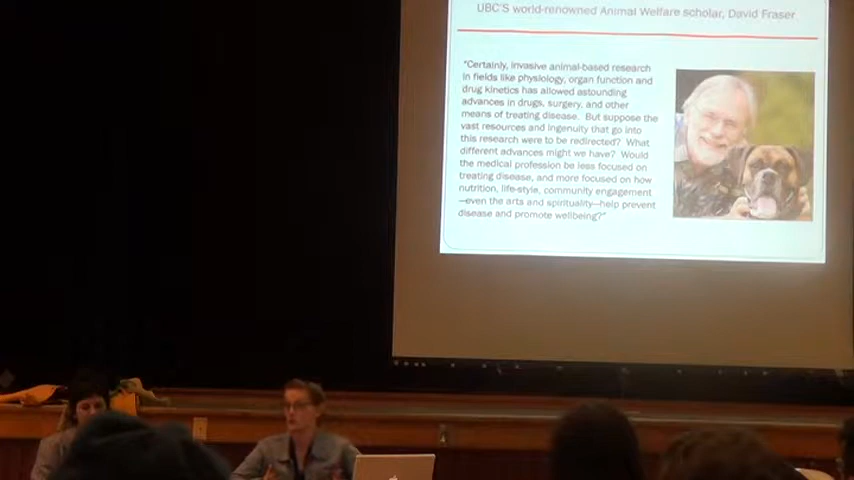 UBC'S world-renowned Animal Welfare scholar, David Fraser
"Certainly, invasive animal-based research
in fields like physiology, organ function and
drug kinetics has allowed astounding
advances in drugs, surgery, and other
means of treating disease. But suppose the
vast resources and ingenuity that go into
this research were to be redirected? What
different advances might we have? Would
the medical profession be less focused on
treating disease, and more focused on how
nutrition, life-style, community engagement
—even the arts and spirituality—help prevent
disease and promote wellbeing?"